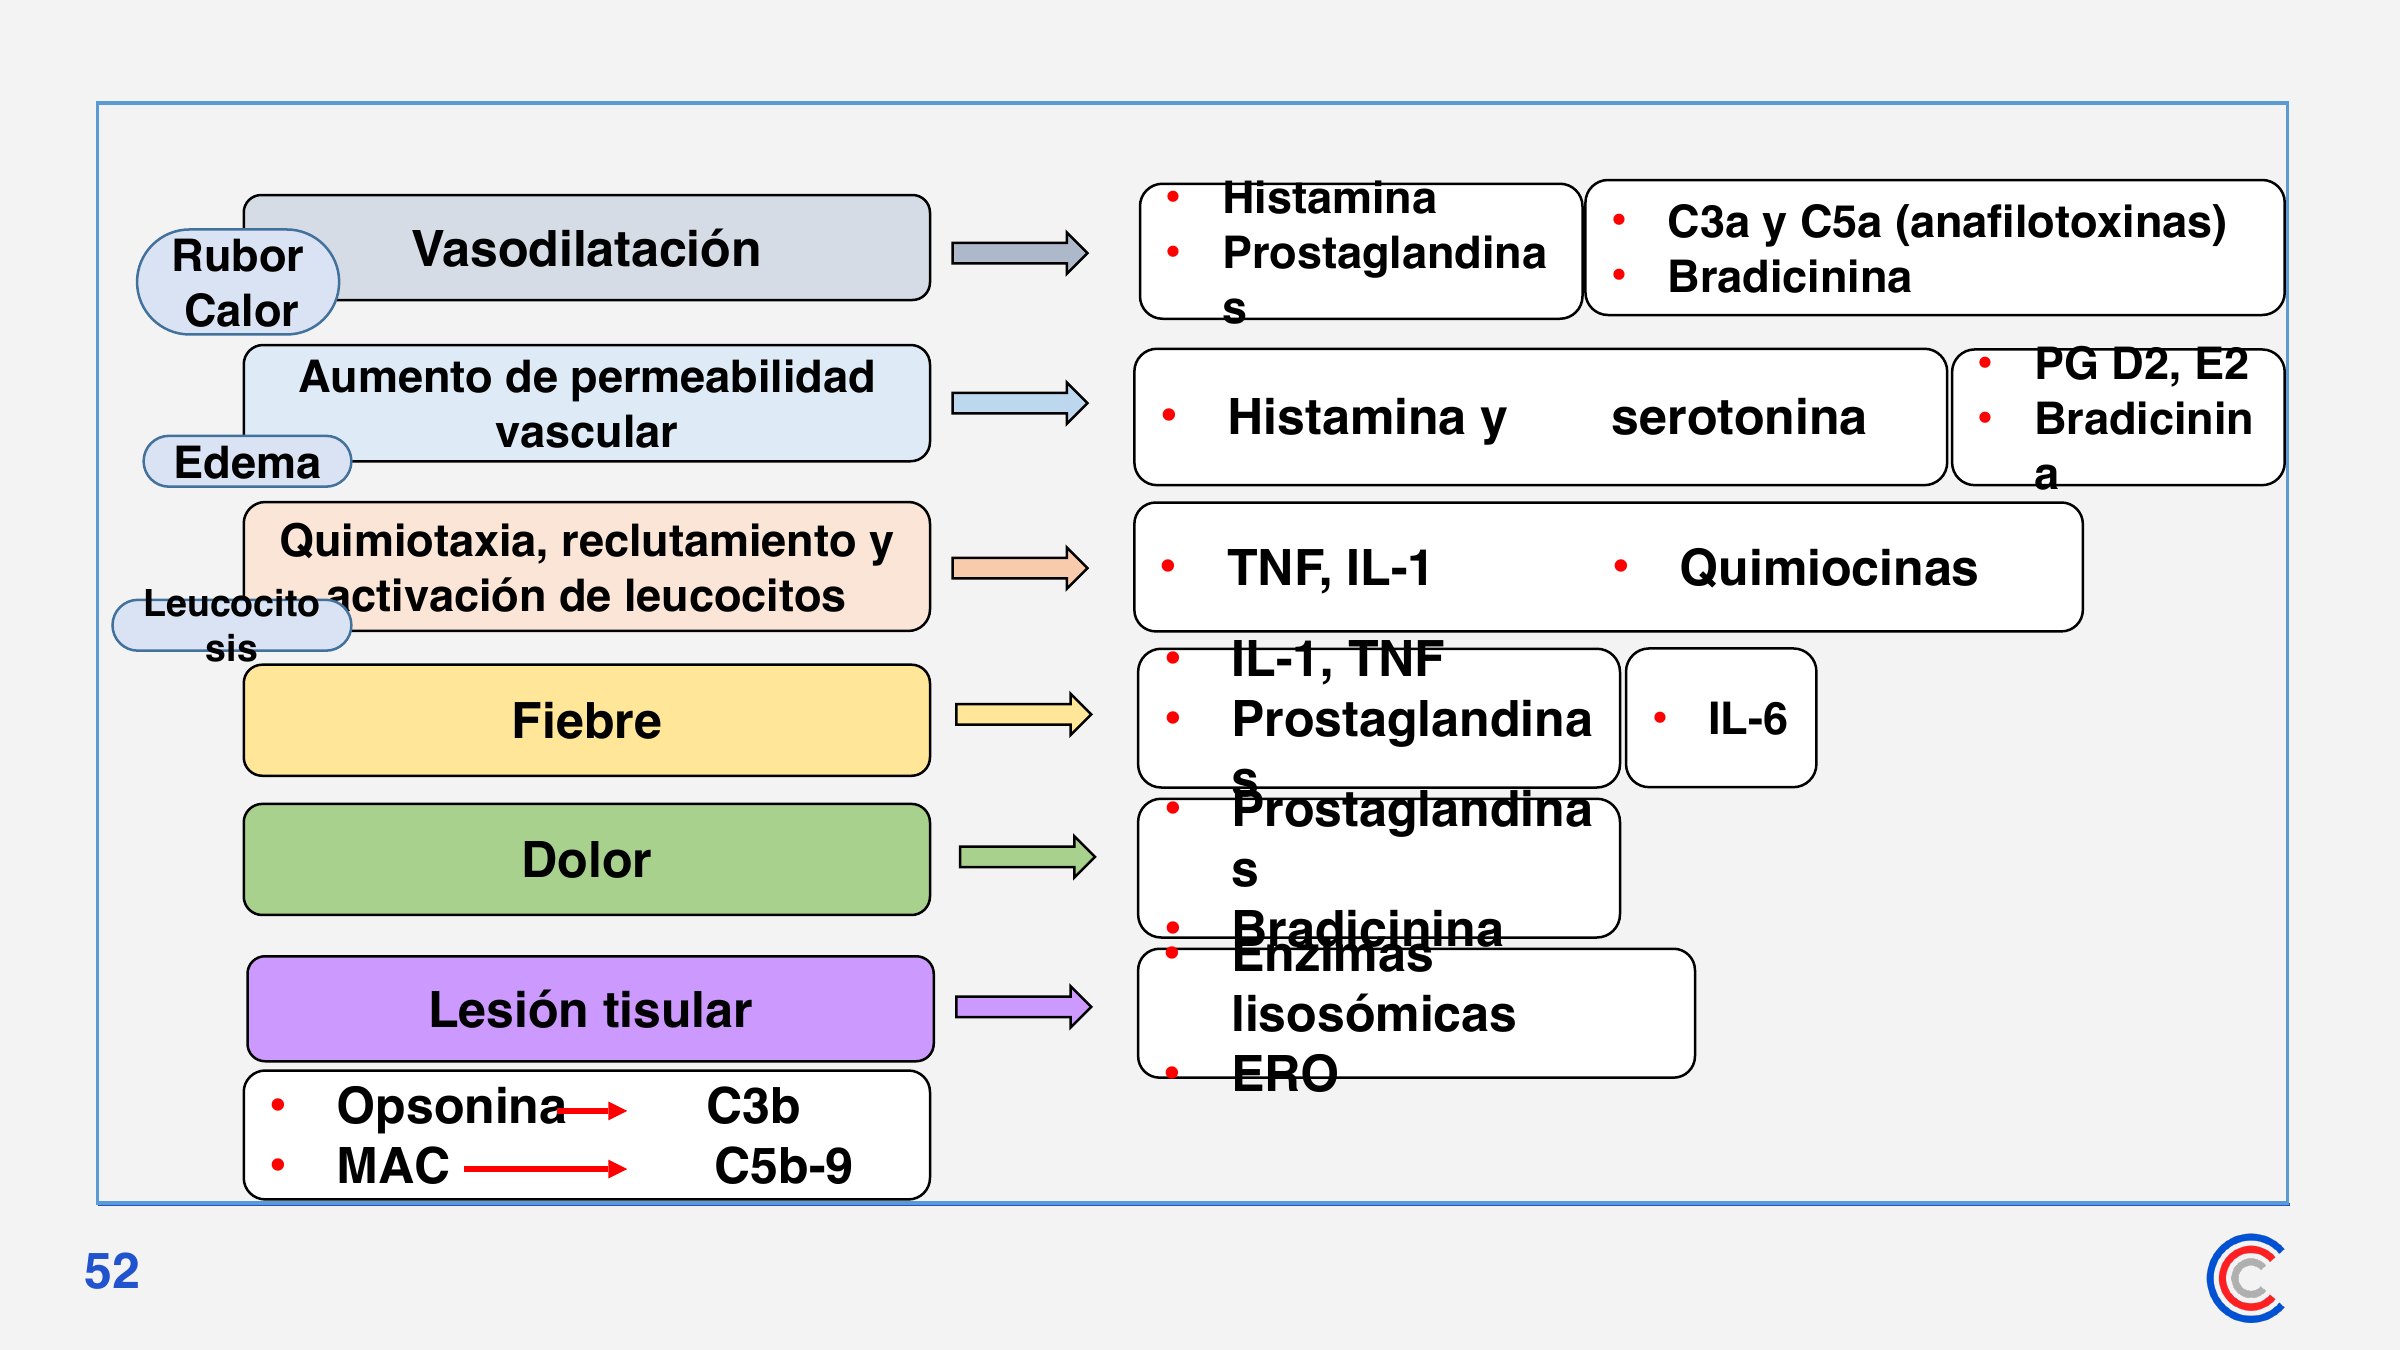 Rubor
Calor
Vasodilatación
• Histamina
• Prostaglandina
s
• C3a y C5a (anafilotoxinas)
• Bradicinina
Aumento de permeabilidad
vascular
Edema
• Histamina y serotonina
• PG D2, E2
• Bradicinin
a
Quimiotaxia, reclutamiento y
activación de leucocitos
Leucocito
sis
• TNF, IL-1 • Quimiocinas
Fiebre
• IL-1, TNF
• Prostaglandina
s
• IL-6
Dolor
• Prostaglandina
s
• Bradicinina
Lesión tisular
• Enzimas
lisosómicas
• ERO
• Opsonina C3b
• MAC C5b-9
52